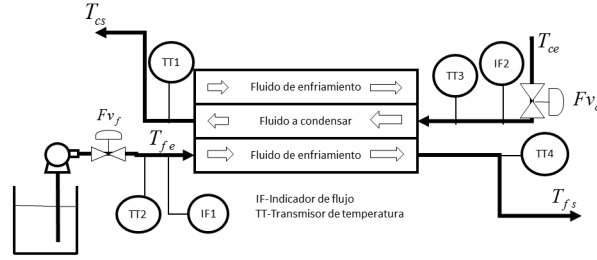 T_cs
T_ce
TT1
TT3
IF2
Fluido de enfriamiento
Fv_c
Fluido a condensar
Fv_f
T_fe
Fluido de enfriamiento
TT4
TT2
IF1
IF-Indicador de flujo
TT-Transmisor de temperatura
T_fs